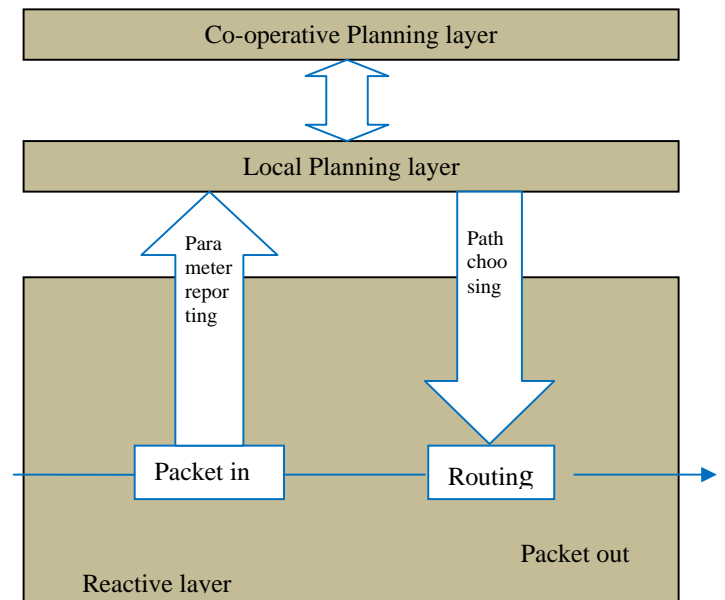 Co-operative Planning layer
Local Planning layer
Para
meter
repor
ting
Path
choo
sing
Packet in
Routing
Packet out
Reactive layer